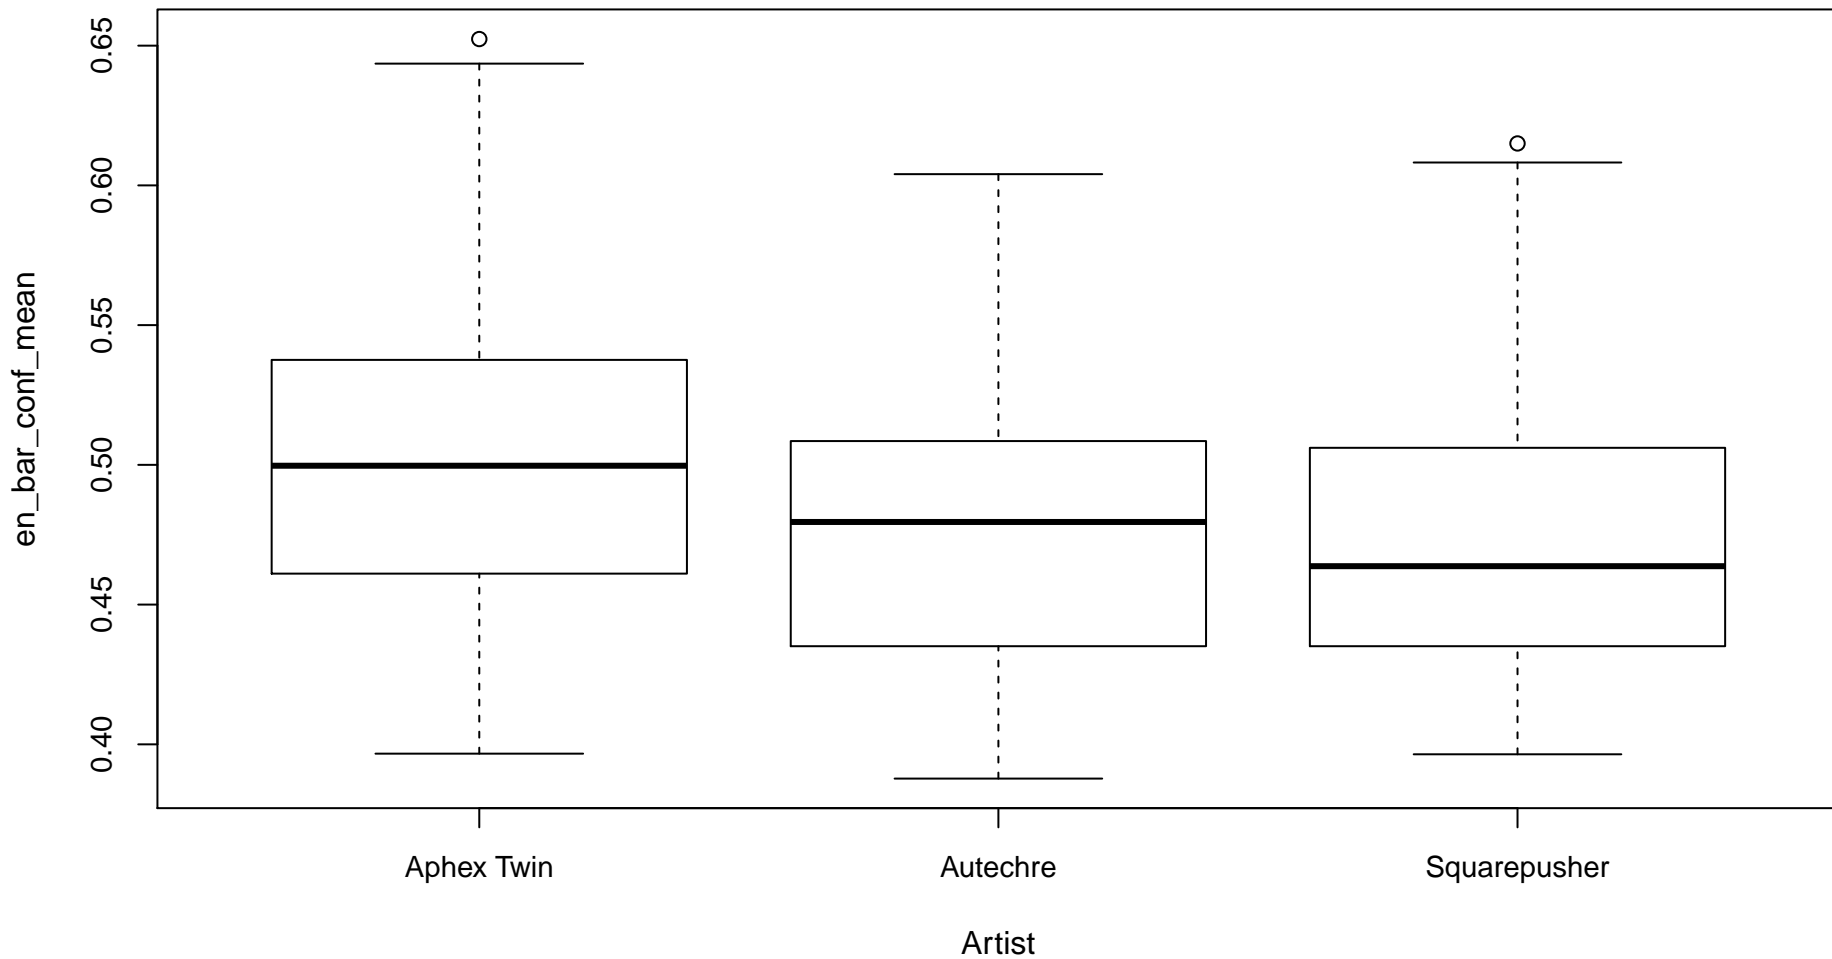 en_bar_conf_mean
0.65
0.60
0.55
0.50
0.45
0.40
Aphex Twin
Autechre
Squarepusher
Artist